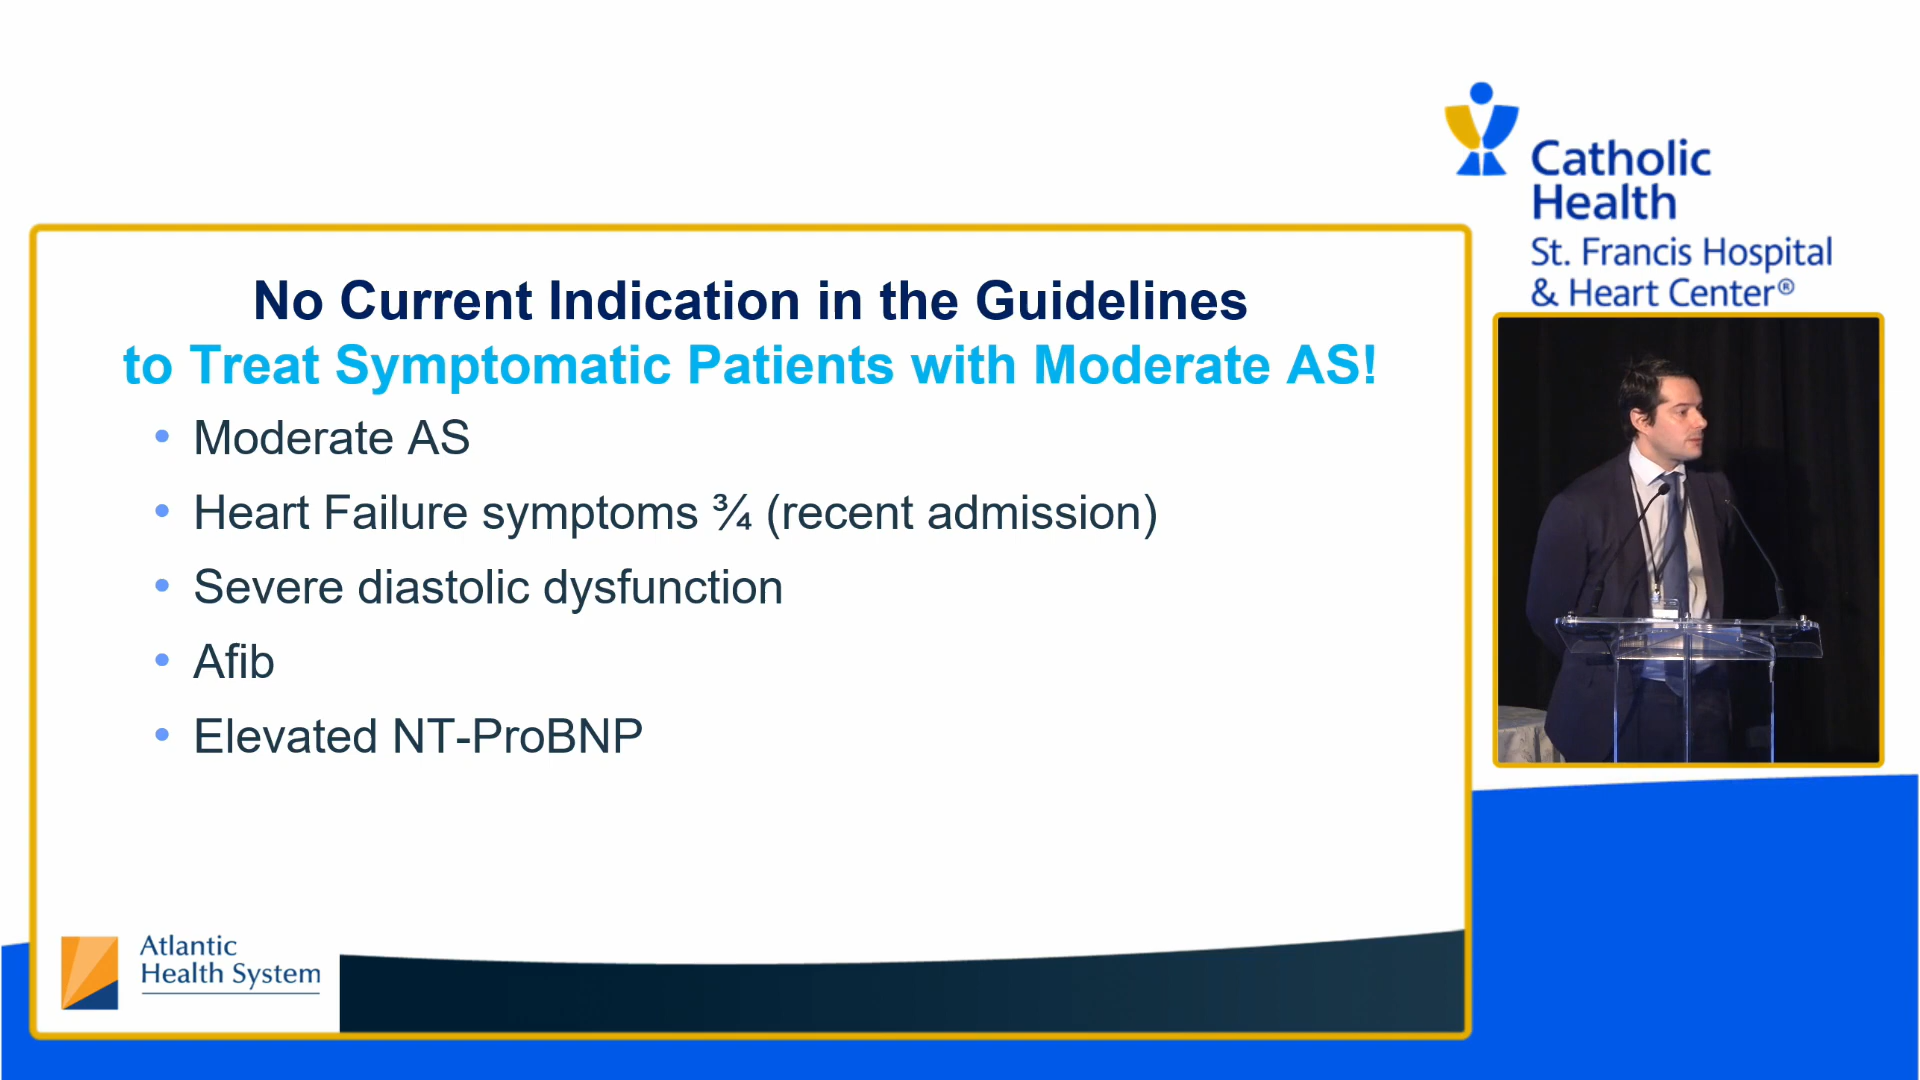 Catholic
Health
St. Francis Hospital
& Heart Center®
No Current Indication in the Guidelines
to Treat Symptomatic Patients with Moderate AS!
• Moderate AS
• Heart Failure symptoms ¾ (recent admission)
• Severe diastolic dysfunction
• Afib
• Elevated NT-ProBNP
Atlantic
Health System